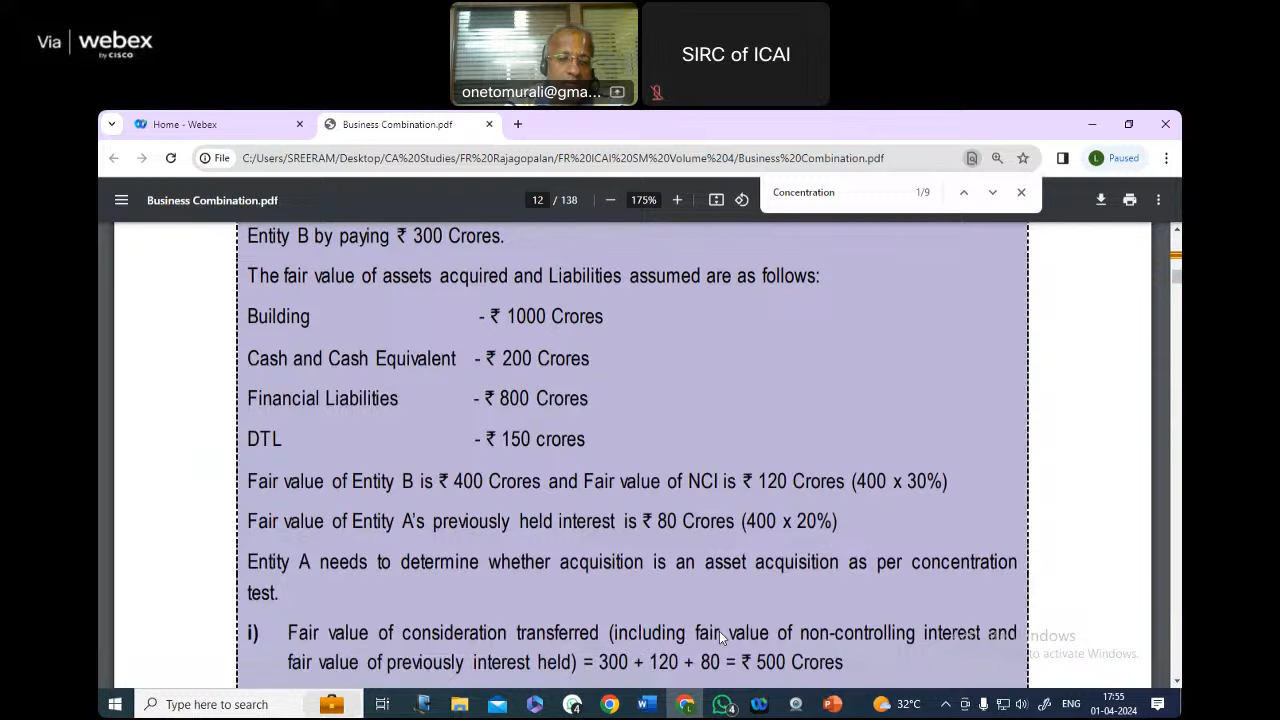 Via webex
by CISCO
onetomurali@gma...
SIRC of ICAI
Home - Webex
Business Combination.pdf
File
C:/Users/SREERAM/Desktop/CA%20Studies/FR%20Rajagopalan/FR%20ICAI%20SM%20Volume%204/Business%20Combination.pdf
L Paused
Business Combination.pdf
12 / 138
175%
Concentration
1/9
Entity B by paying ₹ 300 Crores.
The fair value of assets acquired and Liabilities assumed are as follows:
Building - ₹ 1000 Crores
Cash and Cash Equivalent - ₹ 200 Crores
Financial Liabilities - ₹ 800 Crores
DTL - ₹ 150 crores
Fair value of Entity B is ₹ 400 Crores and Fair value of NCI is ₹ 120 Crores (400 x 30%)
Fair value of Entity A's previously held interest is ₹ 80 Crores (400 x 20%)
Entity A needs to determine whether acquisition is an asset acquisition as per concentration
test.
i) Fair value of consideration transferred (including fair value of non-controlling interest and
fair value of previously interest held) = 300 + 120 + 80 = ₹ 500 Crores
to activate Windows.
Type here to search
32°C
ENG
17:55
01-04-2024